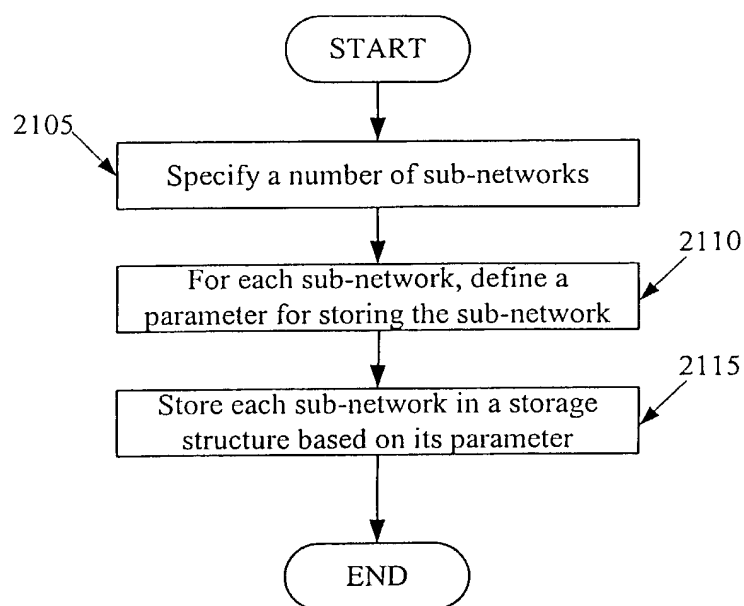 START
2105
Specify a number of sub-networks
2110
For each sub-network, define a
parameter for storing the sub-network
2115
Store each sub-network in a storage
structure based on its parameter
END